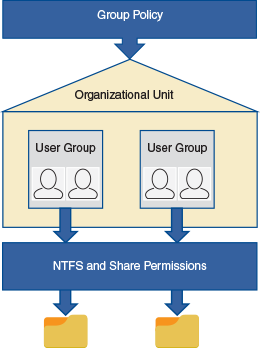 Group Policy
Organizational Unit
User Group
User Group
NTFS and Share Permissions